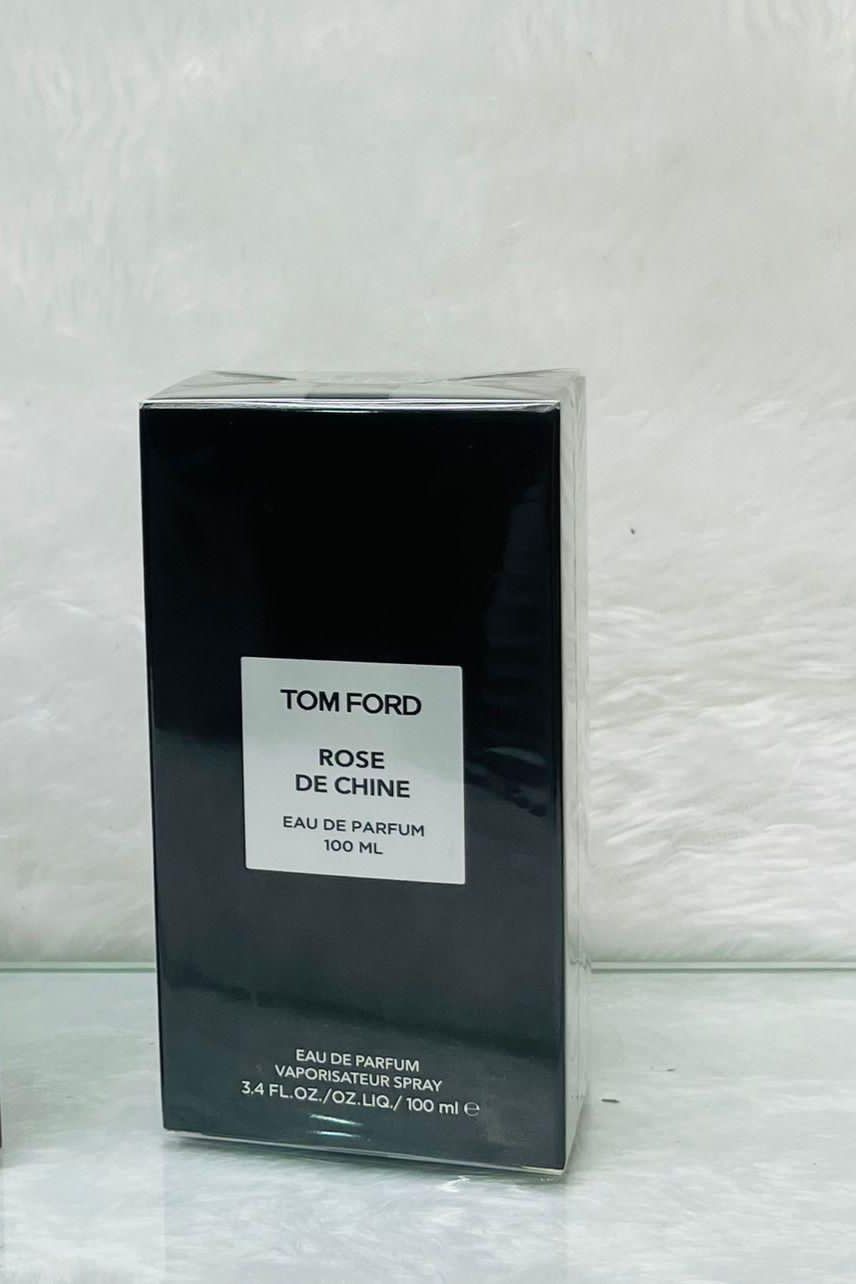 TOM FORD
ROSE
DE CHINE
EAU DE PARFUM
100 ML
EAU DE PARFUM
VAPORISATEUR SPRAY
3.4 FL.OZ./OZ.LIQ./ 100 ml ℮